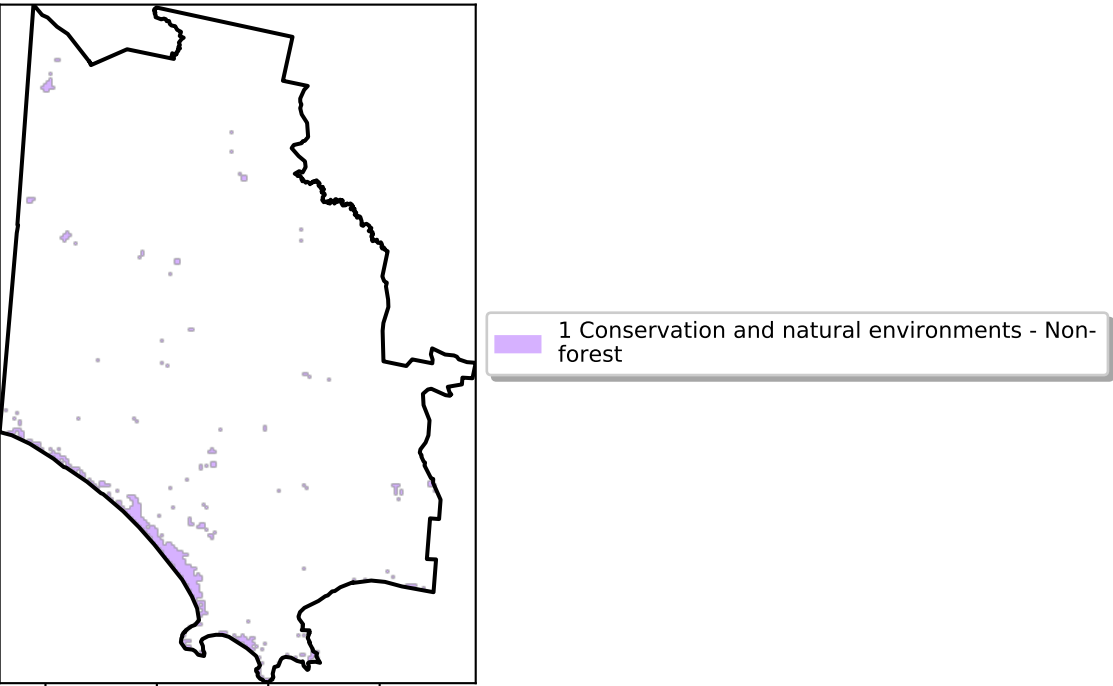 1 Conservation and natural environments - Non-
forest